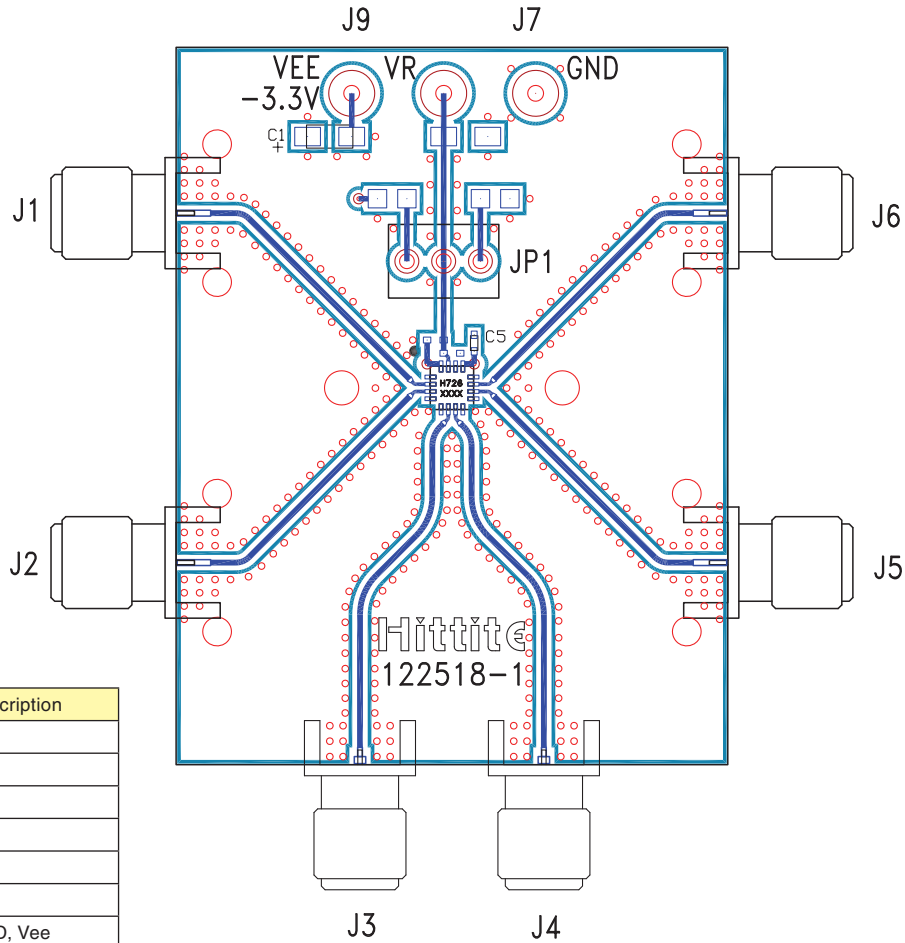 J9
J7
VEE
VR
GND
-3.3V
C1
+
J1
J6
JP1
C5
H726
XXXX
J2
J5
Hittite
122518-1
cription
D, Vee
J3
J4